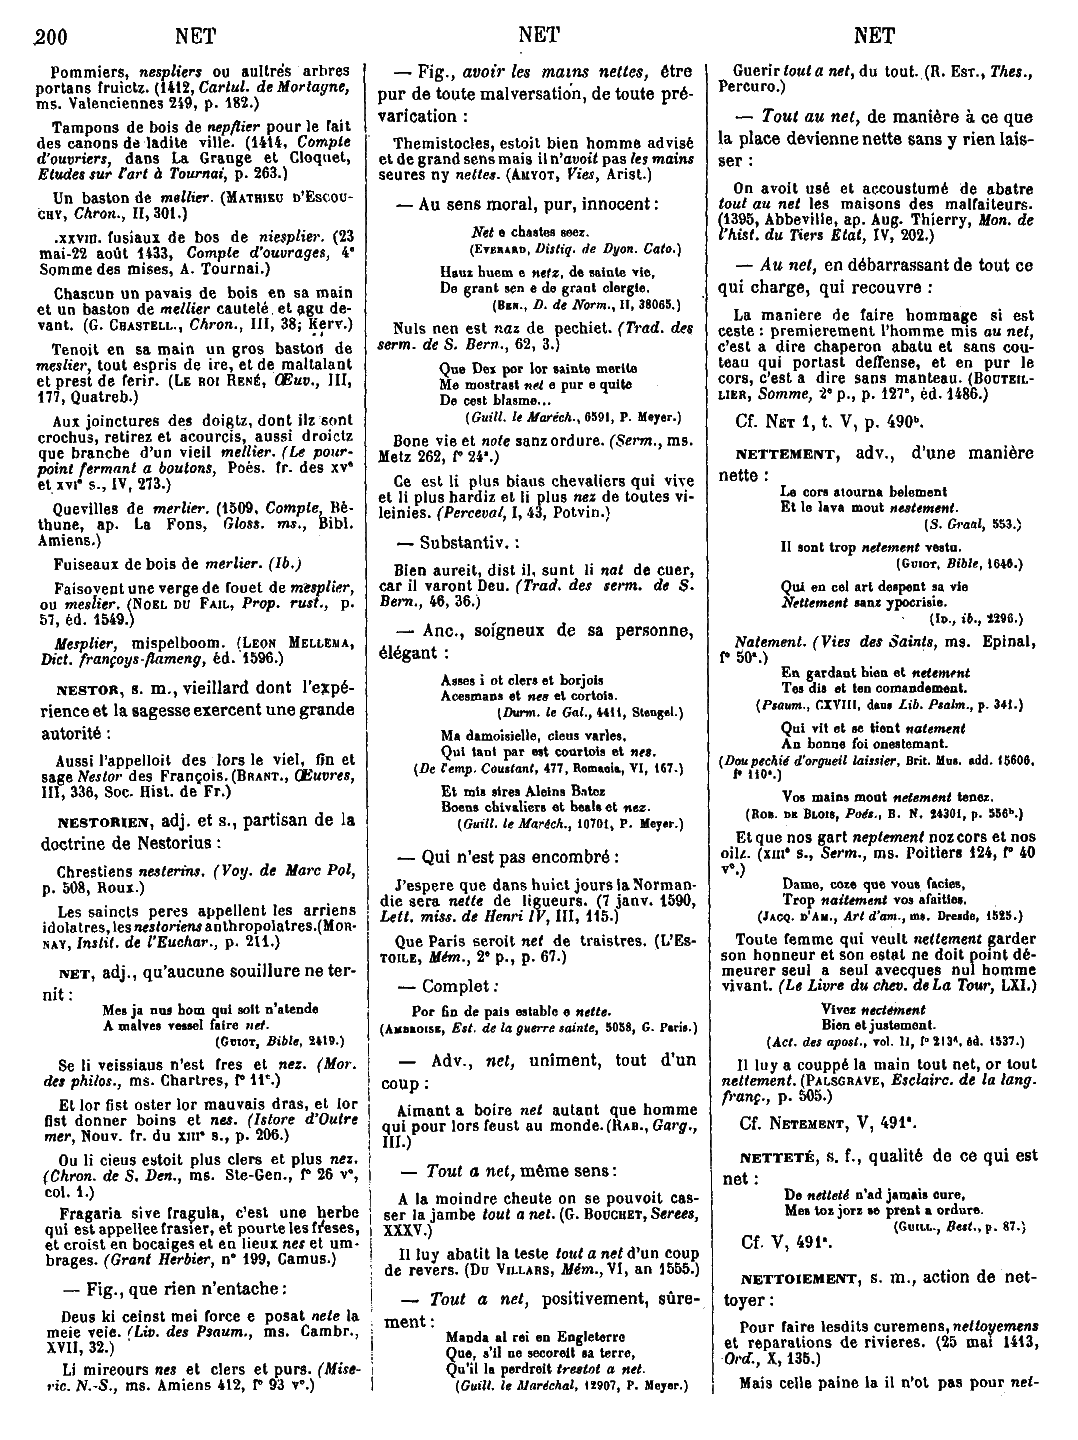 200 NET
NET
NET
Pommiers, nespliers ou aultrès arbres
portans fruictz. (1412, Cartul. de Mortagne,
ms. Valenciennes 249, p. 182.)
Tampons de bois de nepflier pour le fait
des canons de ladite ville. (1414, Compte
d'ouvriers, dans La Grange et Cloquet,
Etudes sur l'art à Tournai, p. 263.)
Un baston de mellier. (MATHIEU D'ESCOU-
CHY, Chron., II, 301.)
.XXVIII. fusiaux de bos de niesplier. (23
mai-22 août 1433, Compte d'ouvrages, 4e
Somme des mises, A. Tournai.)
Chascun un pavais de bois en sa main
et un baston de mellier cautelé et agu de-
vant. (G. CHASTELL., Chron., III, 38; Kerv.)
Tenoit en sa main un gros baston de
meslier, tout espris de ire, et de maltalant
et prest de ferir. (LE ROI RENÉ, Œuv., III,
177, Quatreb.)
Aux joinctures des doigtz, dont ilz sont
crochus, retirez et acourcis, aussi droictz
que branche d'un vieil mellier. (Le pour-
point fermant a boutons, Poés. fr. des XVe
et XVIe s., IV, 273.)
Quevilles de merlier. (1509, Compte, Bé-
thune, ap. La Fons, Gloss. ms., Bibl.
Amiens.)
Fuiseaux de bois de merlier. (Ib.)
Faisoyent une verge de fouet de mesplier,
ou meslier. (NOEL DU FAIL, Prop. rust., p.
57, éd. 1549.)
Mesplier, mispelboom. (LEON MELLEMA,
Dict. françoys-flameng, éd. 1596.)
NESTOR, s. m., vieillard dont l'expé-
rience et la sagesse exercent une grande
autorité :
Aussi l'appelloit des lors le viel, fin et
sage Nestor des François. (BRANT., Œuvres,
III, 336, Soc. Hist. de Fr.)
NESTORIEN, adj. et s., partisan de la
doctrine de Nestorius :
Chrestiens nesterins. (Voy. de Marc Pol,
p. 508, Roux.)
Les saincts peres appellent les arriens
idolatres, les nestoriens anthropolatres. (MOR-
NAY, Instit. de l'Euchar., p. 211.)
NET, adj., qu'aucune souillure ne ter-
nit :
Mes ja nus hom qui soit n'atende
A malves vessel faire net.
(GUIOT, Bible, 2419.)
Se li veissiaus n'est fres et nez. (Mor.
des philos., ms. Chartres, f° 11c.)
Et lor fist oster lor mauvais dras, et lor
fist donner boins et nes. (Istore d'Outre
mer, Nouv. fr. du XIIIe s., p. 206.)
Ou li cieus estoit plus clers et plus nez.
(Chron. de S. Den., ms. Ste-Gen., f° 26 v°,
col. 1.)
Fragaria sive fragula, c'est une herbe
qui est appellee frasier, et pourte les freses,
et croist en bocaiges et en lieux nes et um-
brages. (Grant Herbier, n° 199, Camus.)
— Fig., que rien n'entache :
Deus ki ceinst mei force e posat nete la
meie veie. (Liv. des Psaum., ms. Cambr.,
XVII, 32.)
Li mireours nes et clers et purs. (Mise-
ric. N.-S., ms. Amiens 412, f° 93 v°.)
— Fig., avoir les mains nettes, être
pur de toute malversation, de toute pré-
varication :
Themistocles, estoit bien homme advisé
et de grand sens mais il n'avoit pas les mains
seures ny nettes. (AMYOT, Vies, Arist.)
— Au sens moral, pur, innocent :
Net e chastes seez.
(EVERARD, Distiq. de Dyon. Cato.)
Hauz huem e netz, de sainte vie,
De grant sen e de grant clergie.
(BEN., D. de Norm., II, 38065.)
Nuls nen est naz de pechiet. (Trad. des
serm. de S. Bern., 62, 3.)
Que Dex por lor sainte merite
Me mostrast net e pur e quite
De cest blasme...
(Guill. le Maréch., 6591, P. Meyer.)
Bone vie et note sanz ordure. (Serm., ms.
Metz 262, f° 24a.)
Ce est li plus biaus chevaliers qui vive
et li plus hardiz et li plus nez de toutes vi-
leinies. (Perceval, I, 43, Potvin.)
— Substantiv. :
Bien aureit, dist il, sunt li nat de cuer,
car il varont Deu. (Trad. des serm. de S.
Bern., 46, 36.)
— Anc., soigneux de sa personne,
élégant :
Asses i ot clers et borjois
Acesmans et nes et cortois.
(Durm. le Gal., 4411, Stengel.)
Ma damoisielle, cieus varles,
Qui tant par est courtois et nes.
(De l'emp. Coustant, 477, Romania, VI, 167.)
Et mis sires Aleins Batoz
Boens chivaliers et beals et nez.
(Guill. le Maréch., 10701, P. Meyer.)
— Qui n'est pas encombré :
J'espere que dans huict jours la Norman-
die sera nette de ligueurs. (7 janv. 1590,
Lett. miss. de Henri IV, III, 115.)
Que Paris seroit net de traistres. (L'ES-
TOILE, Mém., 2e p., p. 67.)
— Complet :
Por fin de pais estable e nette.
(AMBROISE, Est. de la guerre sainte, 5058, G. Paris.)
— Adv., net, uniment, tout d'un
coup :
Aimant a boire net autant que homme
qui pour lors feust au monde. (RAB., Garg.,
III.)
— Tout a net, même sens :
A la moindre cheute on se pouvoit cas-
ser la jambe tout a net. (G. BOUCHET, Serees,
XXXV.)
Il luy abatit la teste tout a net d'un coup
de revers. (DU VILLARS, Mém., VI, an 1555.)
— Tout a net, positivement, sûre-
ment :
Manda al rei en Engleterre
Que, s'il ne secoreit sa terre,
Qu'il la perdroit trestot a net.
(Guill. le Maréchal, 12907, P. Meyer.)
Guerir tout a net, du tout. (R. EST., Thes.,
Percuro.)
— Tout au net, de manière à ce que
la place devienne nette sans y rien lais-
ser :
On avoit usé et accoustumé de abatre
tout au net les maisons des malfaiteurs.
(1395, Abbeville, ap. Aug. Thierry, Mon. de
l'hist. du Tiers Etat, IV, 202.)
— Au net, en débarrassant de tout ce
qui charge, qui recouvre :
La maniere de faire hommage si est
ceste : premierement l'homme mis au net,
c'est a dire chaperon abatu et sans cou-
teau qui portast deffense, et en pur le
cors, c'est a dire sans manteau. (BOUTEIL-
LIER, Somme, 2e p., p. 127a, éd. 1486.)
Cf. NET 1, t. V, p. 490b.
NETTEMENT, adv., d'une manière
nette :
Le cors atourna belement
Et le lava mout nestement.
(S. Graal, 553.)
Il sont trop netement vestu.
(GUIOT, Bible, 1646.)
Qui en cel art despent sa vie
Nettement sanz ypocrisie.
(ID., ib., 2296.)
Natement. (Vies des Saints, ms. Epinal,
f° 50a.)
En gardant bien et netement
Tes dis et ten comandement.
(Psaum., CXVIII, dans Lib. Psalm., p. 341.)
Qui vit et se tient natement
An bonne foi onestemant.
(Dou pechié d'orgueil laissier, Brit. Mus. add. 15606,
f° 110a.)
Vos mains mout netement tenez.
(ROB. DE BLOIS, Poés., B. N. 24301, p. 556b.)
Et que nos gart neptement noz cors et nos
oilz. (XIIIe s., Serm., ms. Poitiers 124, f° 40
v°.)
Dame, coze que vous facies,
Trop naitement vos afaities.
(JACQ. D'AM., Art d'am., ms. Dresde, 1525.)
Toute femme qui veult nettement garder
son honneur et son estat ne doit point dé-
meurer seul a seul avecques nul homme
vivant. (Le Livre du chev. de La Tour, LXI.)
Vivez nectement
Bien et justement.
(Act. des apost., vol. II, f° 213d, éd. 1537.)
Il luy a couppé la main tout net, or tout
nettement. (PALSGRAVE, Esclairc. de la lang.
franç., p. 505.)
Cf. NETEMENT, V, 491a.
NETTETÉ, s. f., qualité de ce qui est
net :
De netteté n'ad jamais cure,
Mes toz jorz se prent a ordure.
(GUILL., Best., p. 87.)
Cf. V, 491a.
NETTOIEMENT, s. m., action de net-
toyer :
Pour faire lesdits curemens, nettoyemens
et reparations de rivieres. (25 mai 1413,
Ord., X, 135.)
Mais celle paine la il n'ot pas pour net-